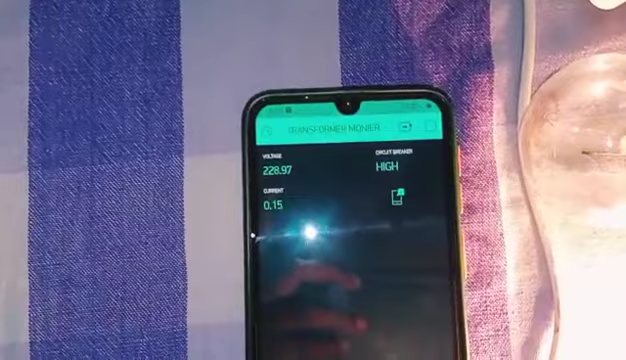 TRANSFORMER MONIER
VOLTAGE
228.97
CIRCUIT BREAKER
HIGH
CURRENT
0.15